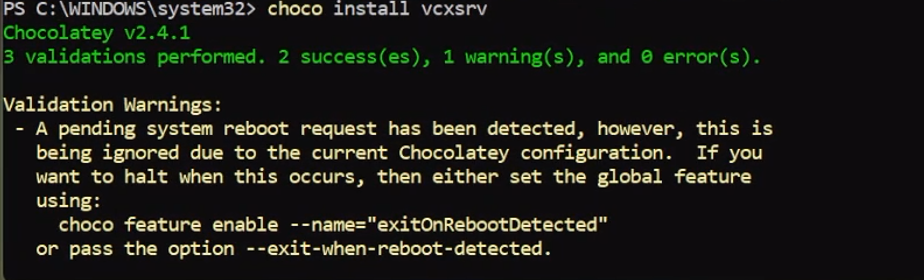 PS C:\WINDOWS\system32> choco install vcxsrv
Chocolatey v2.4.1
3 validations performed. 2 success(es), 1 warning(s), and 0 error(s).
Validation Warnings:
- A pending system reboot request has been detected, however, this is
being ignored due to the current Chocolatey configuration.  If you
want to halt when this occurs, then either set the global feature
using:
choco feature enable --name="exitOnRebootDetected"
or pass the option --exit-when-reboot-detected.